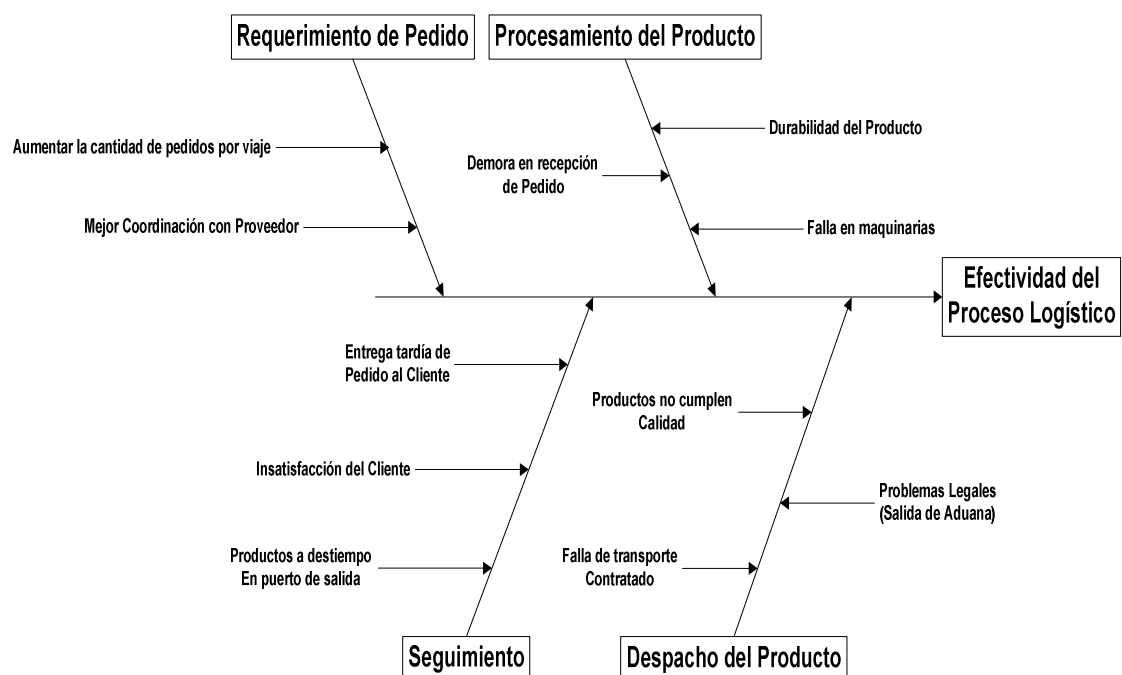 Requerimiento de Pedido
Procesamiento del Producto
Durabilidad del Producto
Aumentar la cantidad de pedidos por viaje
Demora en recepción
de Pedido
Mejor Coordinación con Proveedor
Falla en maquinarias
Efectividad del
Proceso Logístico
Entrega tardía de
Pedido al Cliente
Productos no cumplen
Calidad
Insatisfacción del Cliente
Problemas Legales
(Salida de Aduana)
Productos a destiempo
En puerto de salida
Falla de transporte
Contratado
Seguimiento
Despacho del Producto